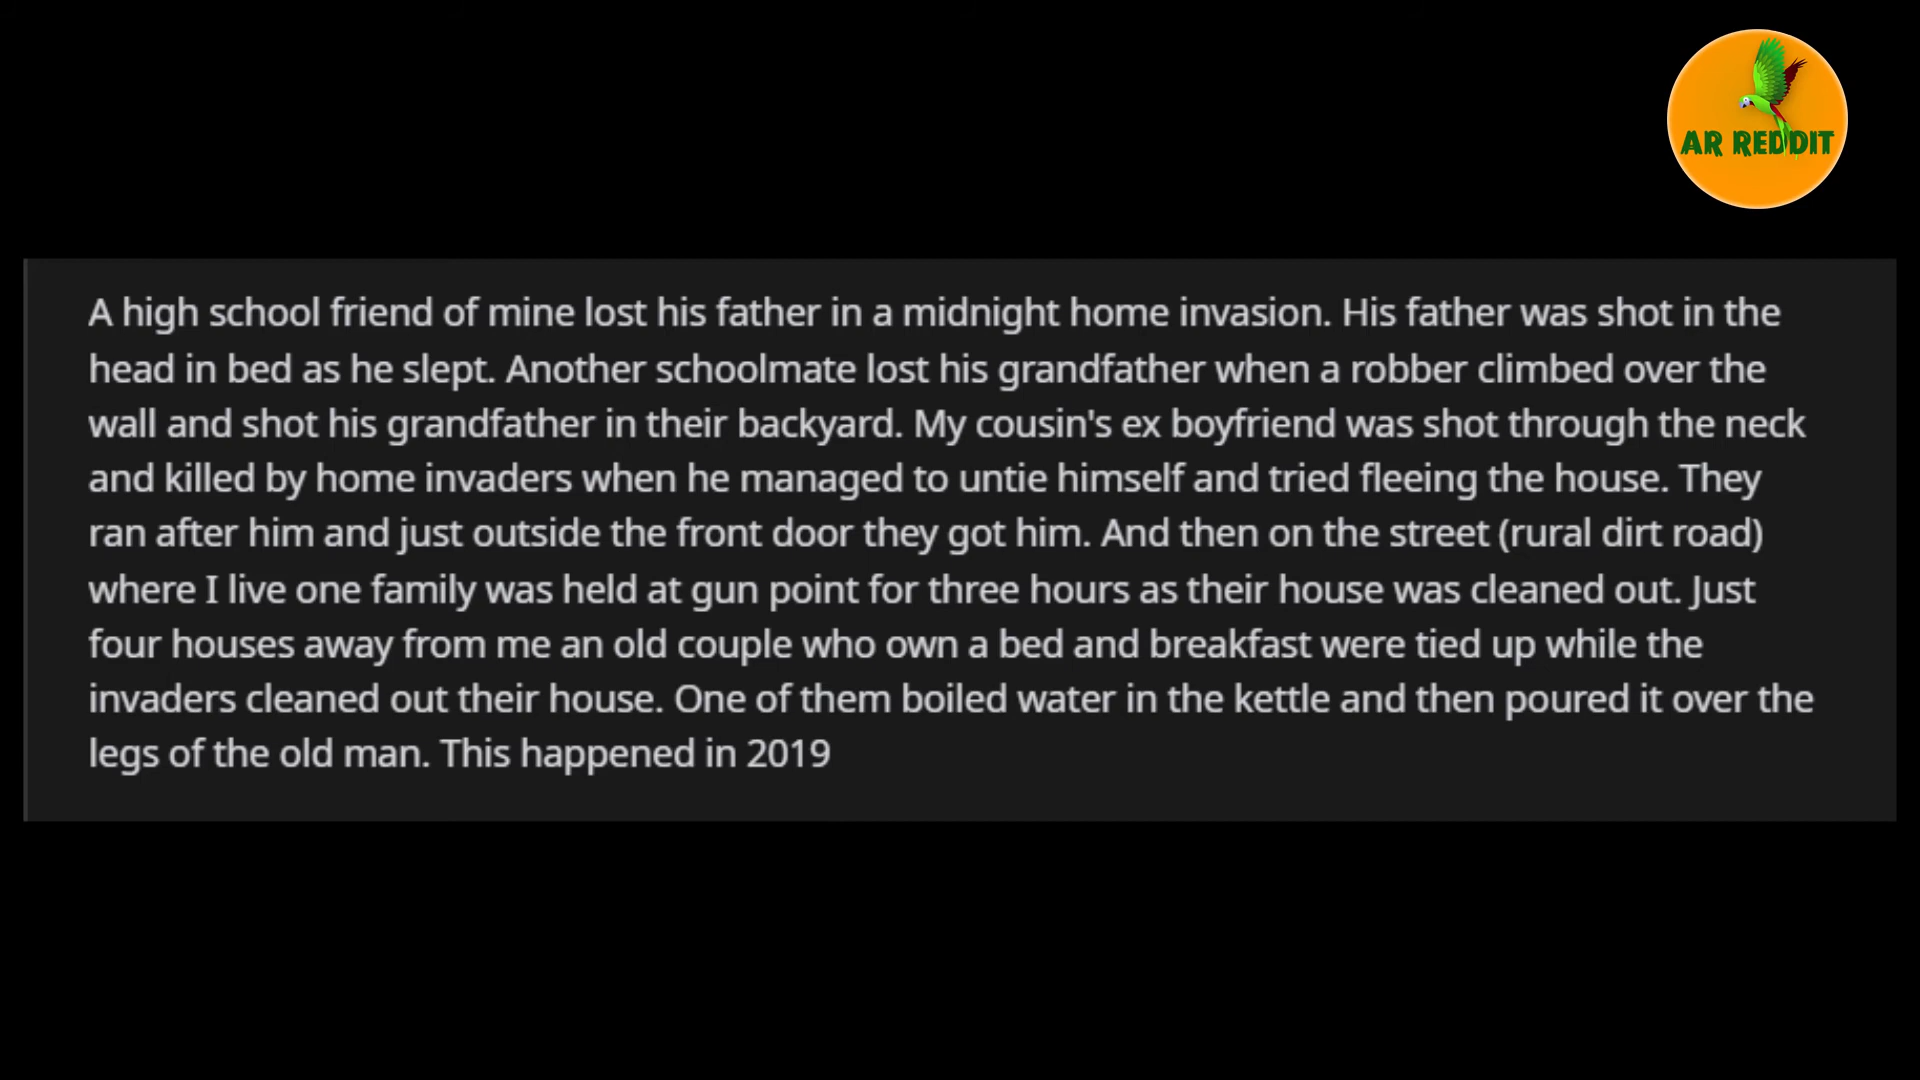 AR REDDIT
A high school friend of mine lost his father in a midnight home invasion. His father was shot in the
head in bed as he slept. Another schoolmate lost his grandfather when a robber climbed over the
wall and shot his grandfather in their backyard. My cousin's ex boyfriend was shot through the neck
and killed by home invaders when he managed to untie himself and tried fleeing the house. They
ran after him and just outside the front door they got him. And then on the street (rural dirt road)
where I live one family was held at gun point for three hours as their house was cleaned out. Just
four houses away from me an old couple who own a bed and breakfast were tied up while the
invaders cleaned out their house. One of them boiled water in the kettle and then poured it over the
legs of the old man. This happened in 2019